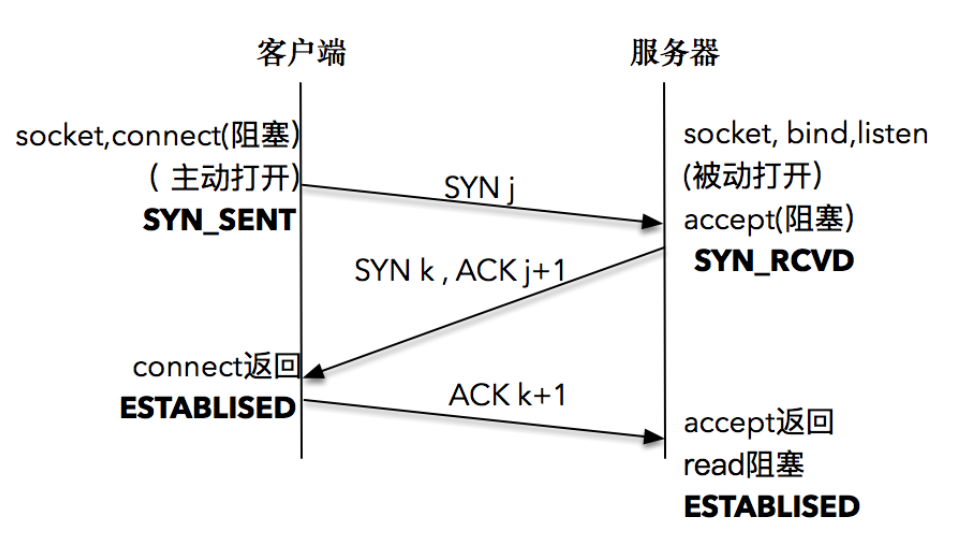 客户端
服务器
socket,connect(阻塞)
( 主动打开)
SYN_SENT
socket, bind,listen
(被动打开)
accept(阻塞)
SYN_RCVD
SYN j
SYN k , ACK j+1
connect返回
ESTABLISED
ACK k+1
accept返回
read阻塞
ESTABLISED